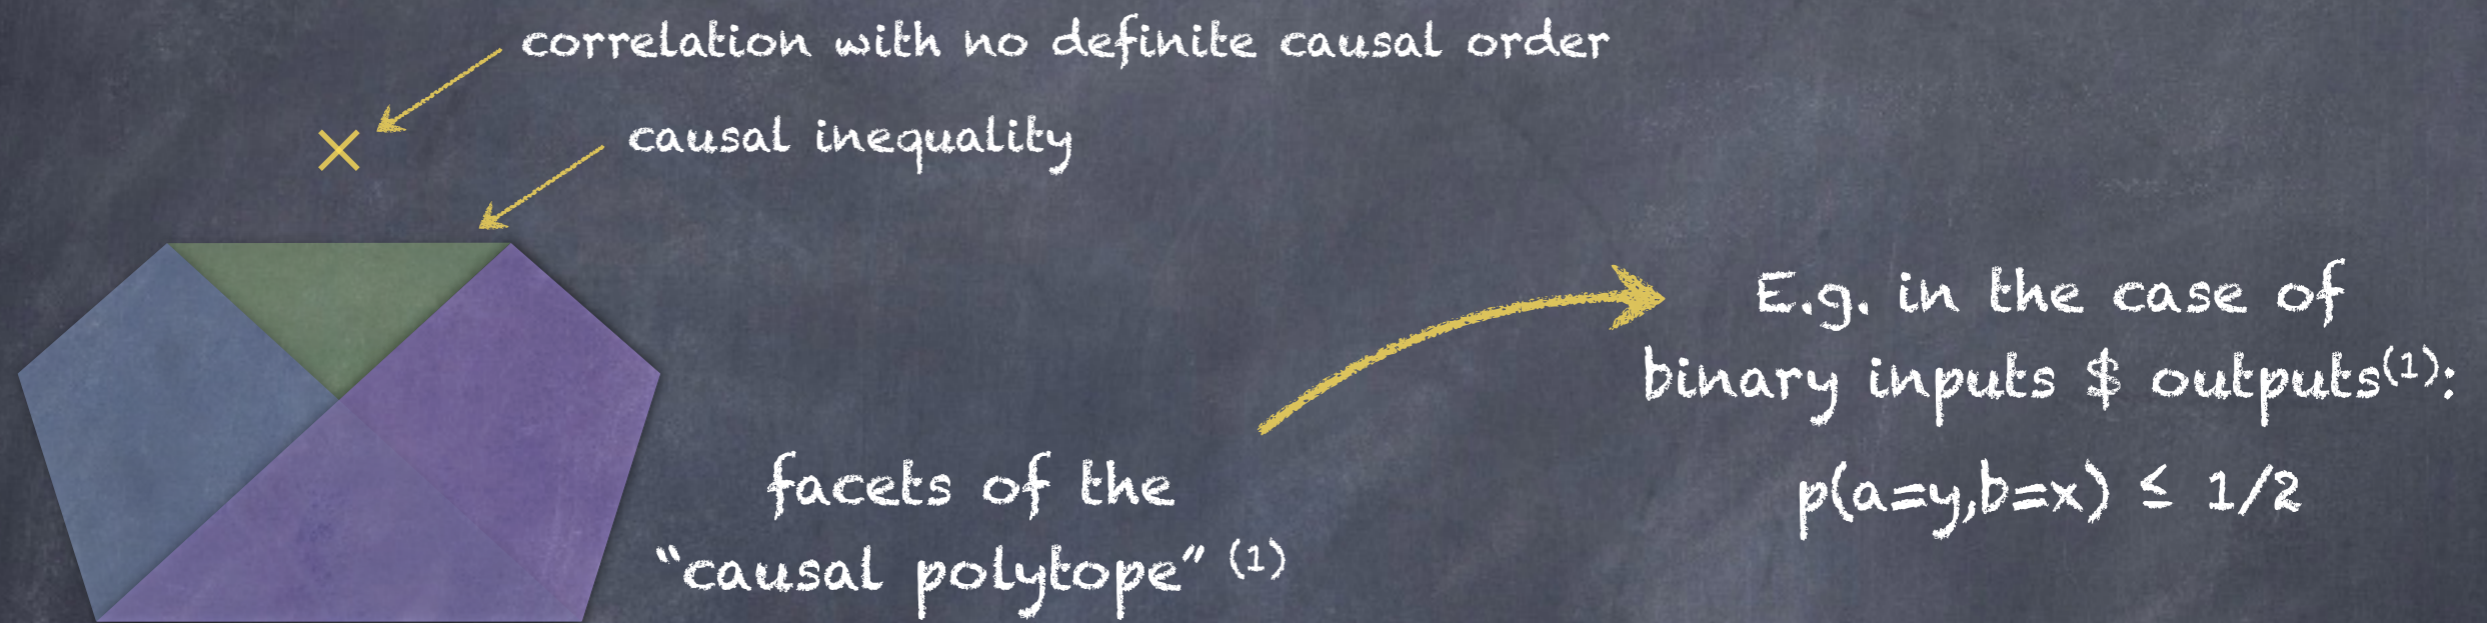 correlation with no definite causal order
causal inequality
E.g. in the case of
binary inputs $ outputs(1):
p(a=y,b=x) ≤ 1/2
facets of the
“causal polytope” (1)